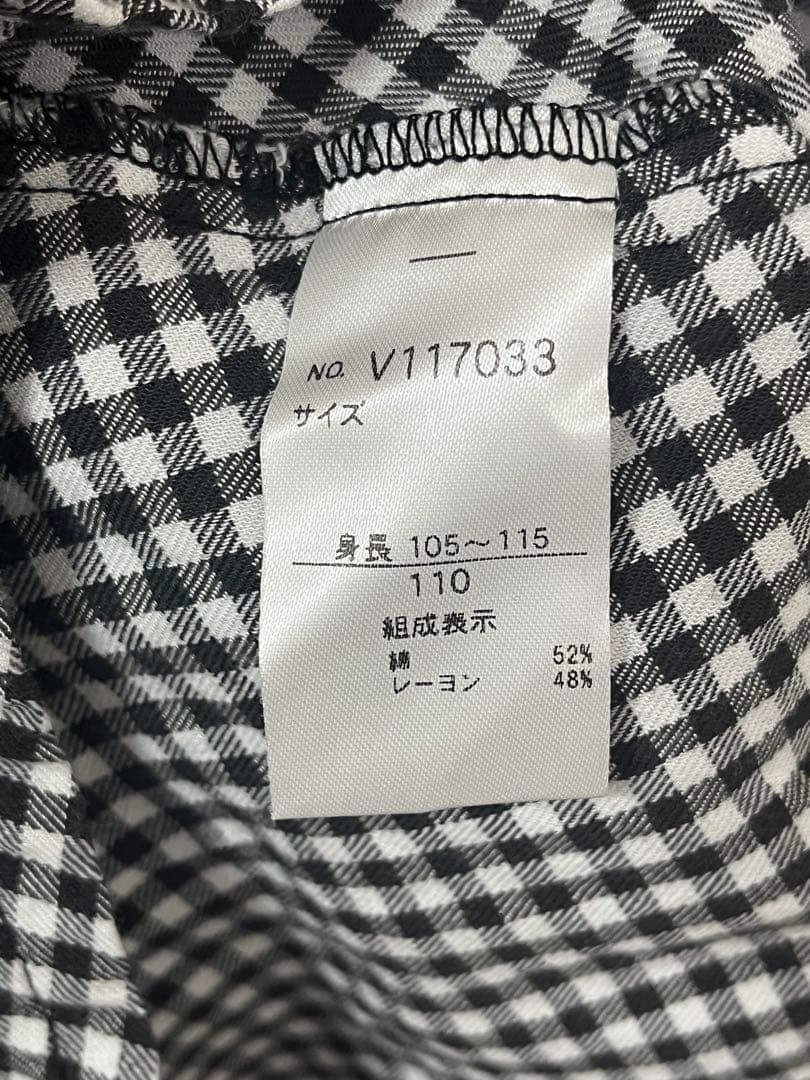 NO. V117033
サイズ
身長 105～115
110
組成表示
綿 52%
レーヨン 48%